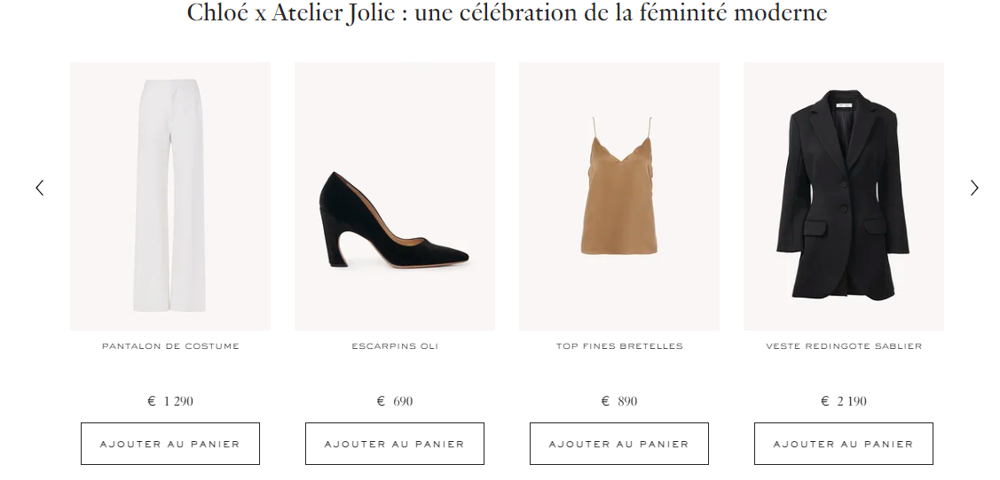 Chloé x Atelier Jolie : une célébration de la féminité moderne
PANTALON DE COSTUME
ESCARPINS OLI
TOP FINES BRETELLES
VESTE REDINGOTE SABLIER
€ 1 290
€ 690
€ 890
€ 2 190
AJOUTER AU PANIER
AJOUTER AU PANIER
AJOUTER AU PANIER
AJOUTER AU PANIER